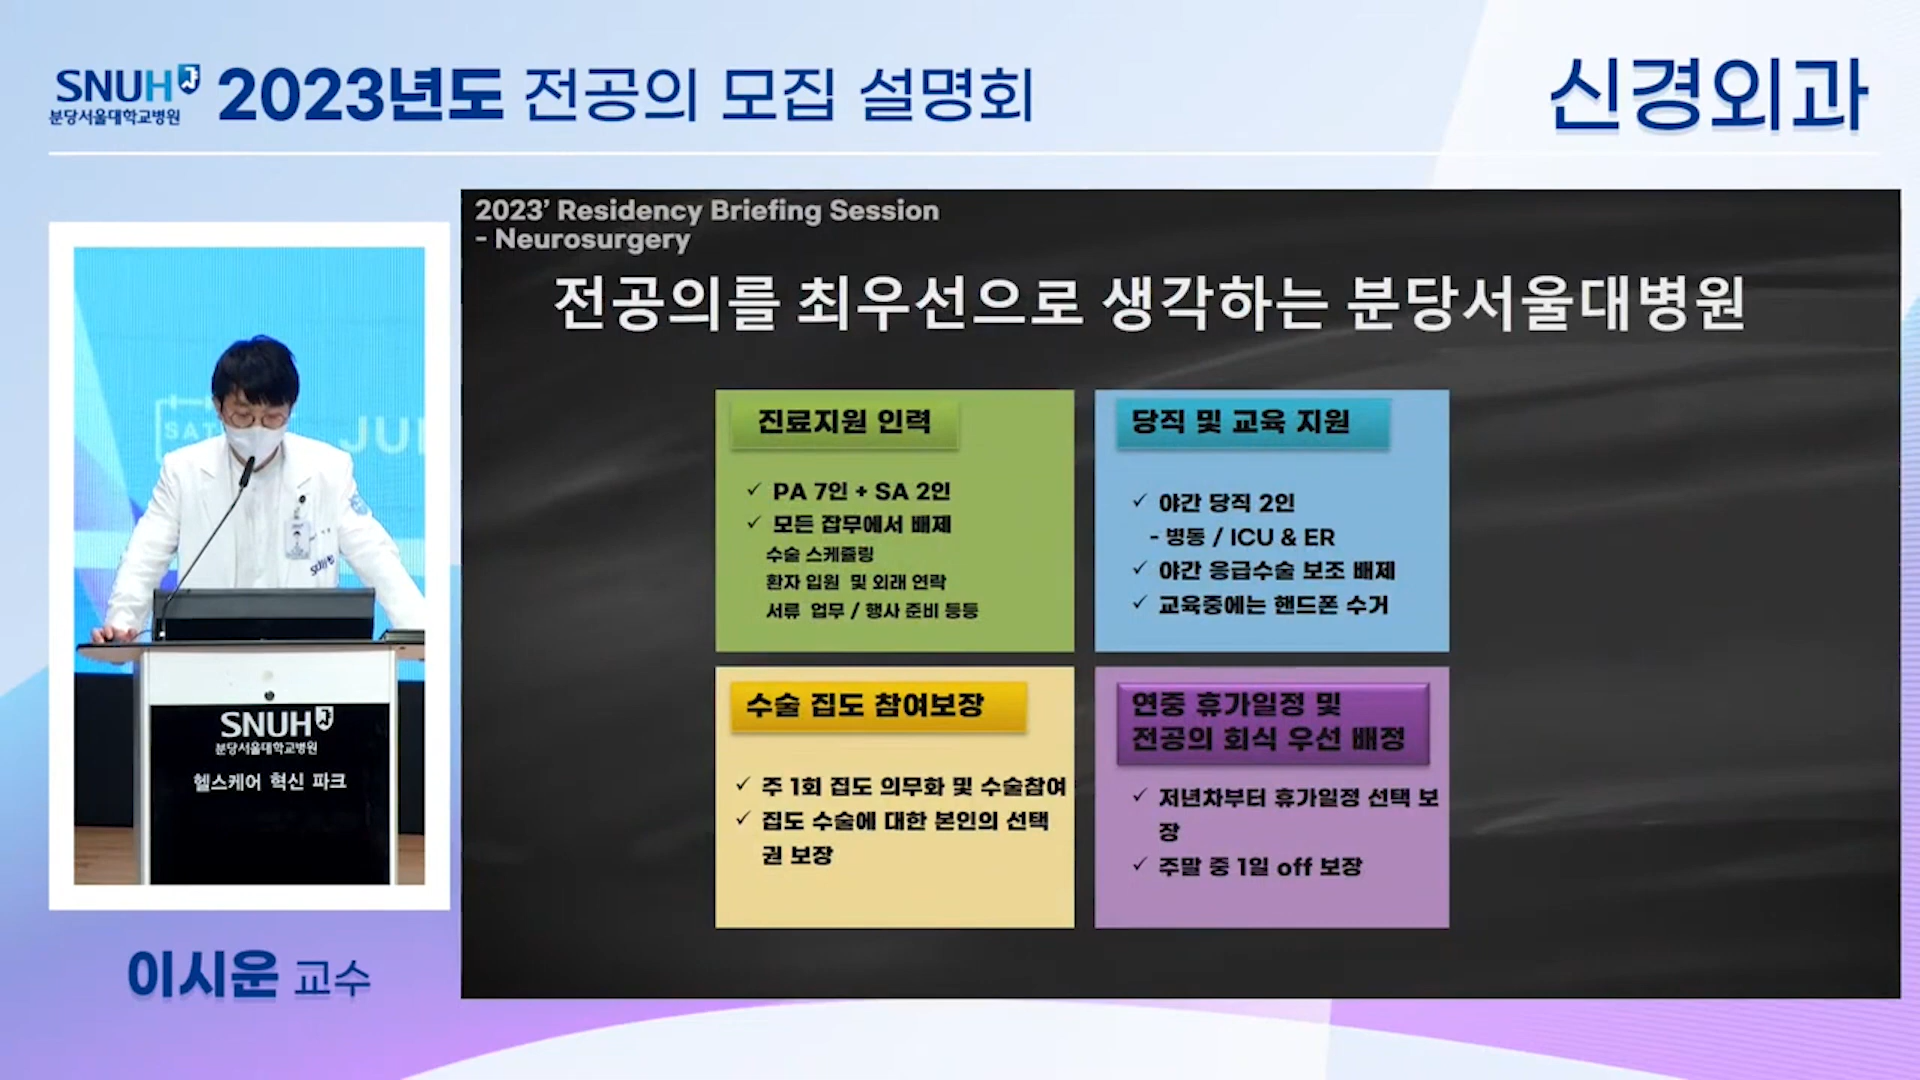 SNUH
분당서울대학교병원
2023년도 전공의 모집 설명회
신경외과
2023’ Residency Briefing Session
- Neurosurgery
전공의를 최우선으로 생각하는 분당서울대병원
진료지원 인력
✓ PA 7인 + SA 2인
✓ 모든 잡무에서 배제
수술 스케쥴링
환자 입원 및 외래 연락
서류 업무 / 행사 준비 등등
당직 및 교육 지원
✓ 야간 당직 2인
- 병동 / ICU & ER
✓ 야간 응급수술 보조 배제
✓ 교육중에는 핸드폰 수거
수술 집도 참여보장
✓ 주 1회 집도 의무화 및 수술참여
✓ 집도 수술에 대한 본인의 선택
권 보장
연중 휴가일정 및
전공의 회식 우선 배정
✓ 저년차부터 휴가일정 선택 보
장
✓ 주말 중 1일 off 보장
SAT
JU
SNUH
분당서울대학교병원
헬스케어 혁신 파크
이시운 교수